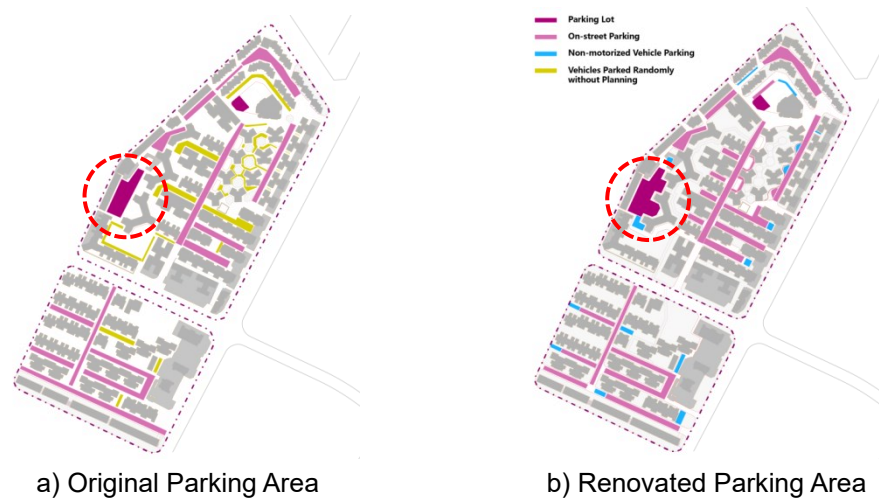 Parking Lot
On-street Parking
Non-motorized Vehicle Parking
Vehicles Parked Randomly
without Planning
a) Original Parking Area
b) Renovated Parking Area